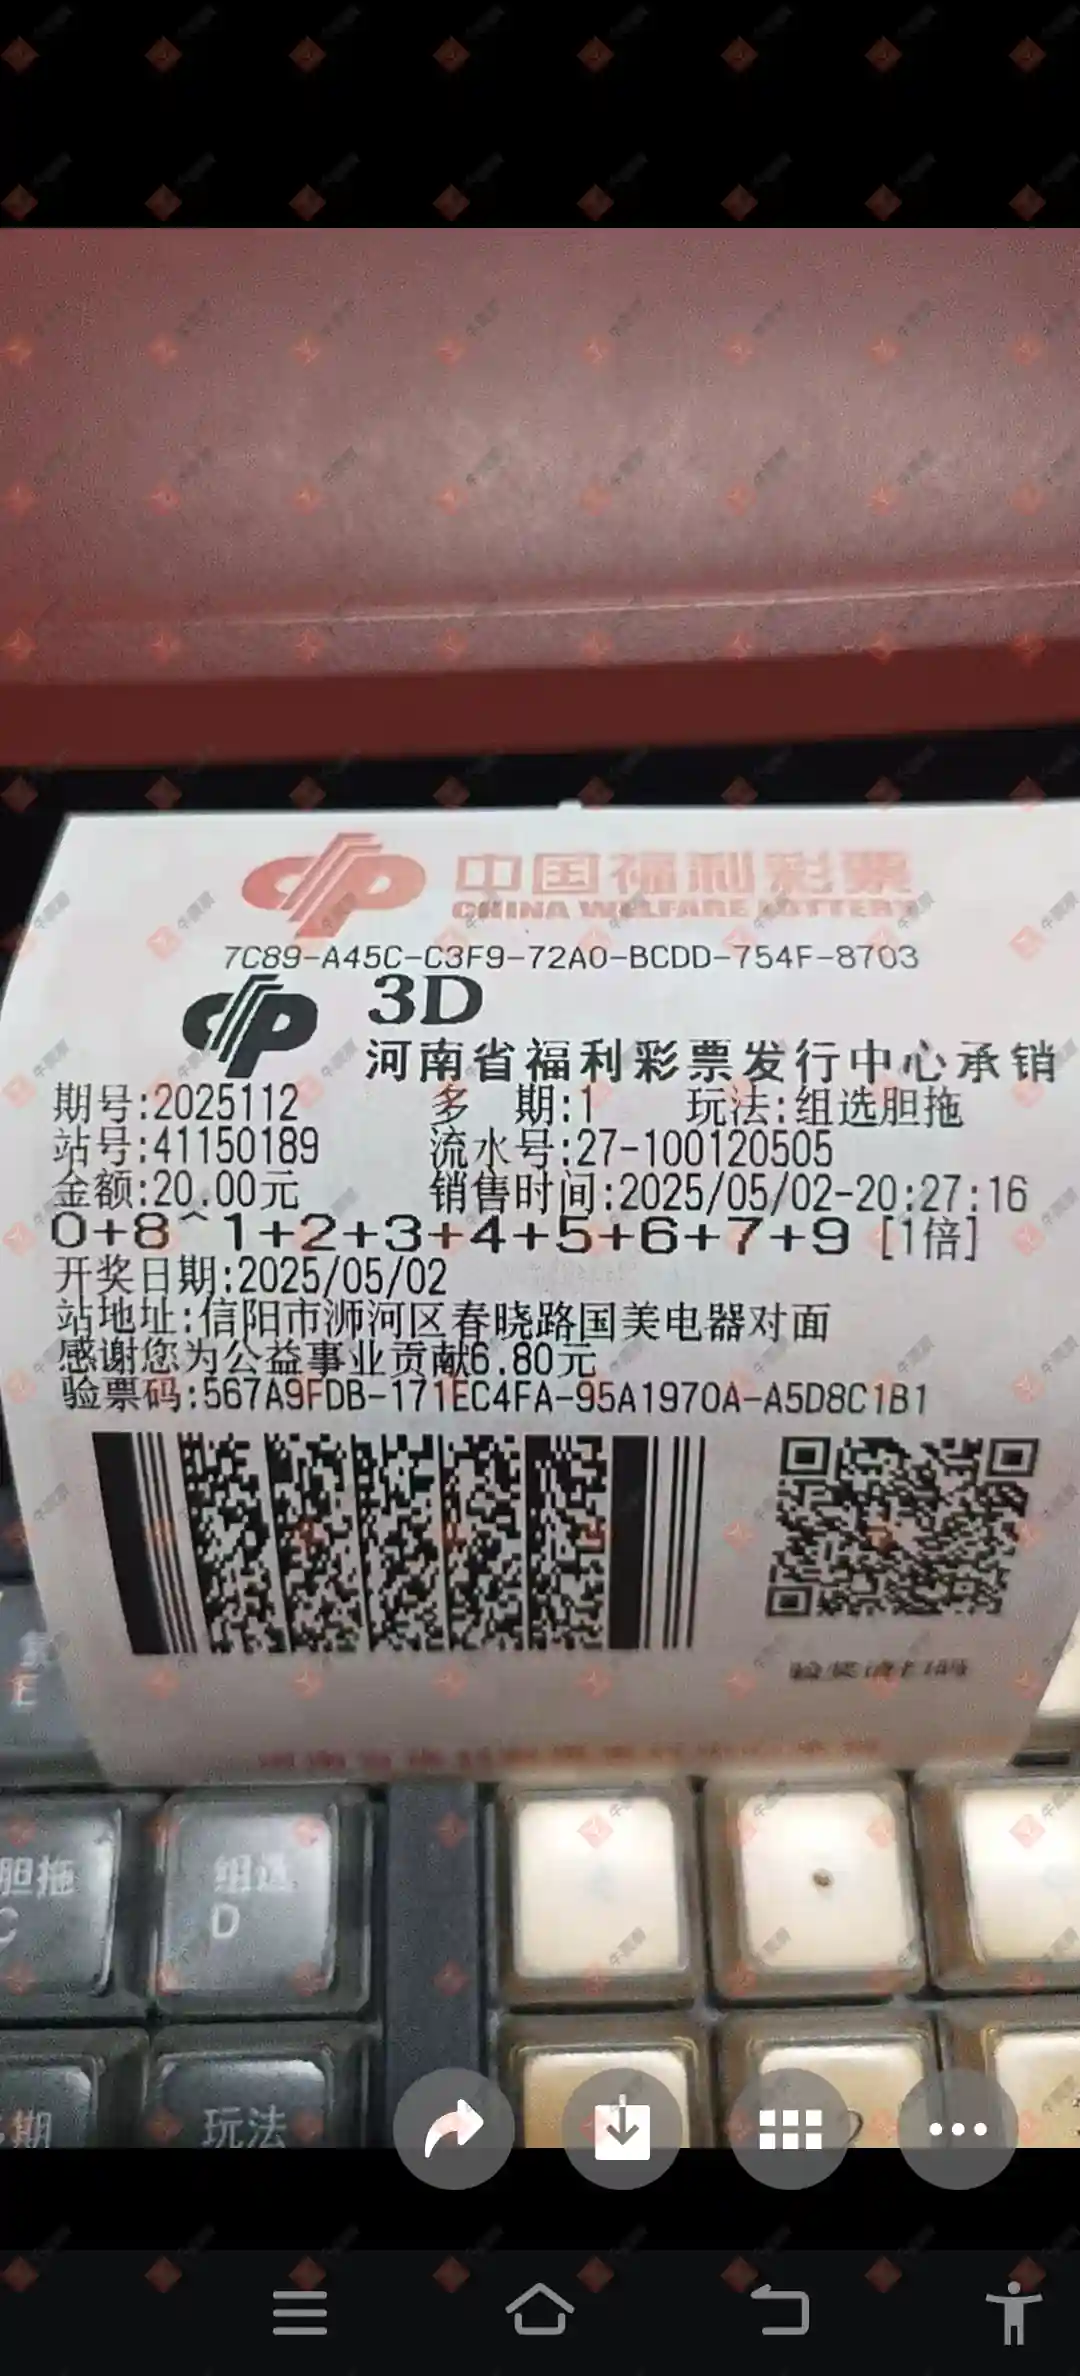 中国福利彩票
CHINA WELFARE LOTTERY
7C89-A45C-C3F9-72A0-BCDD-754F-8703
3D
河南省福利彩票发行中心承销
期号:2025112 多 期:1 玩法:组选胆拖
站号:41150189 流水号:27-100120505
金额:20.00元 销售时间:2025/05/02-20:27:16
0+8^1+2+3+4+5+6+7+9 [1倍]
开奖日期:2025/05/02
站地址:信阳市浉河区春晓路国美电器对面
感谢您为公益事业贡献6.80元
验票码:567A9FDB-171EC4FA-95A1970A-A5D8C1B1
E
胆拖
C
组选
D
期
玩法